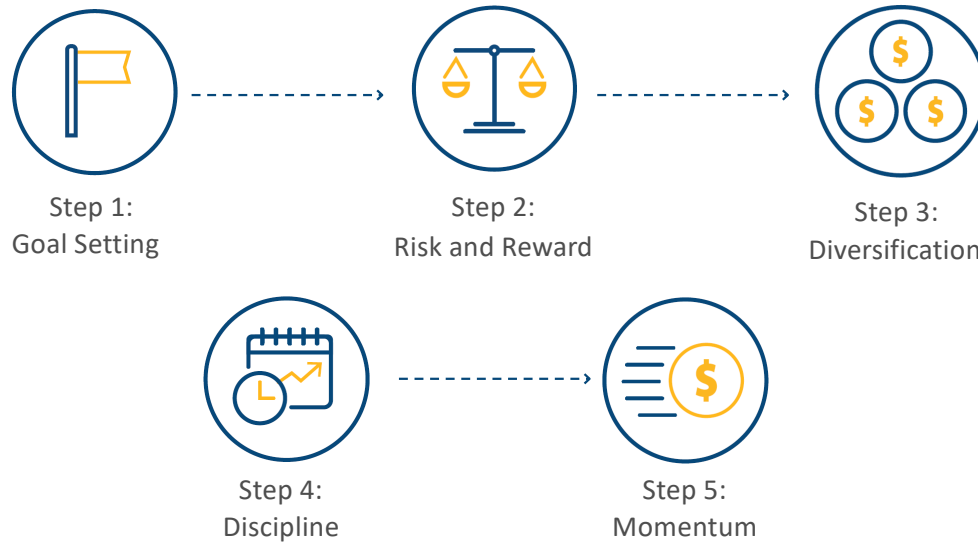 Step 1:
Goal Setting
Step 2:
Risk and Reward
$
$ $
Step 3:
Diversification
Step 4:
Discipline
$
Step 5:
Momentum